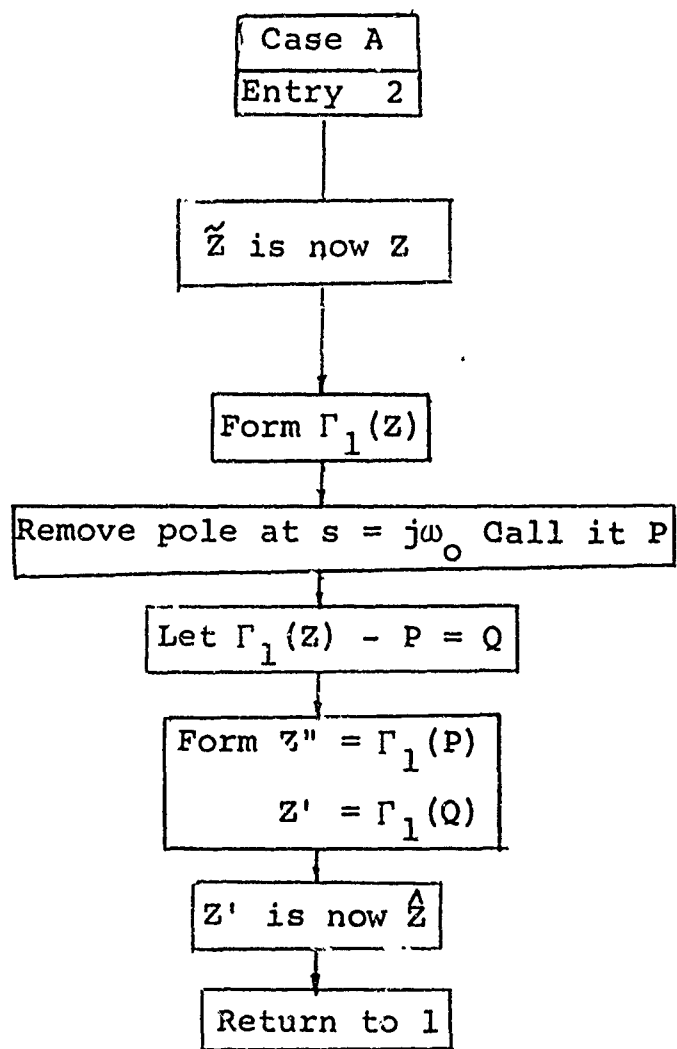 Case A
Entry 2
Z̃ is now Z
Form Γ₁(Z)
Remove pole at s = jω₀ Call it P
Let Γ₁(Z) - P = Q
Form Z" = Γ₁(P)
Z' = Γ₁(Q)
Z' is now Ẑ
Return to 1